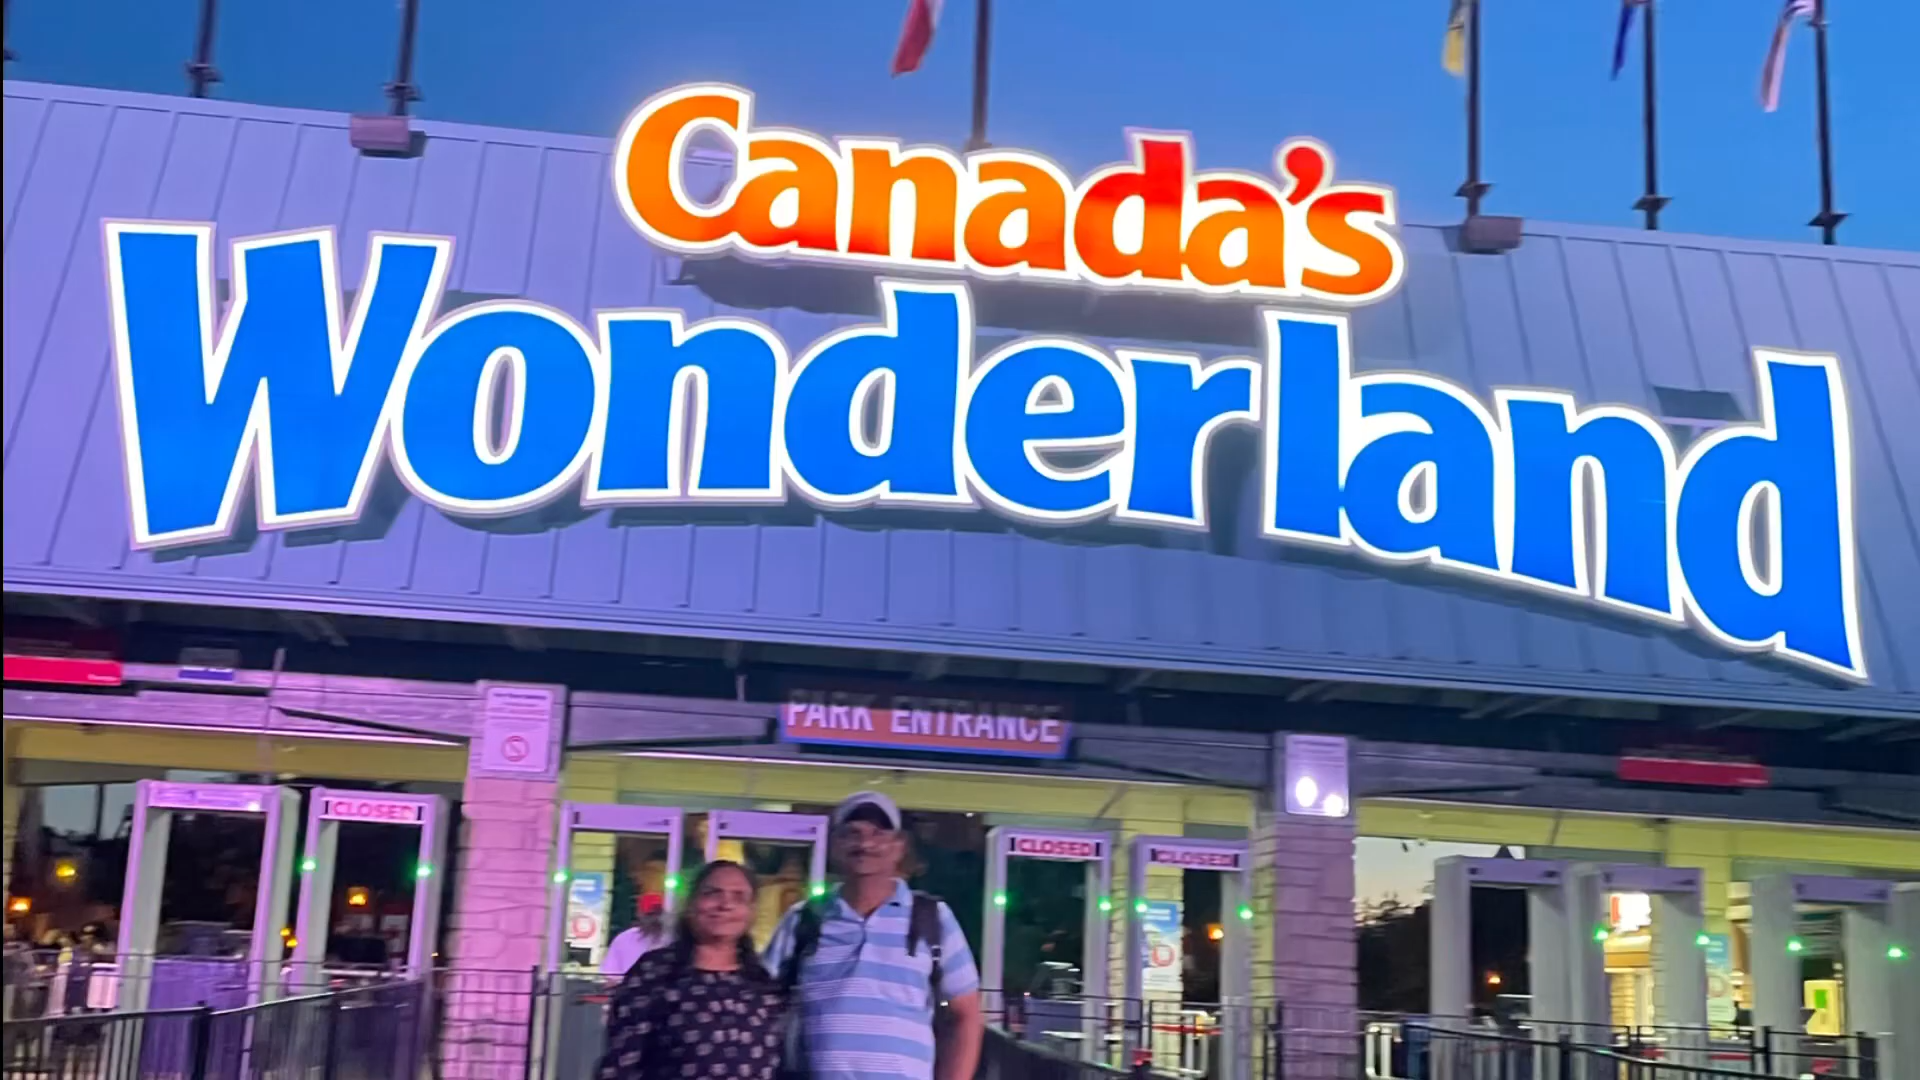 Canada's
Wonderland
PARK ENTRANCE
CLOSED
CLOSED
CLOSED